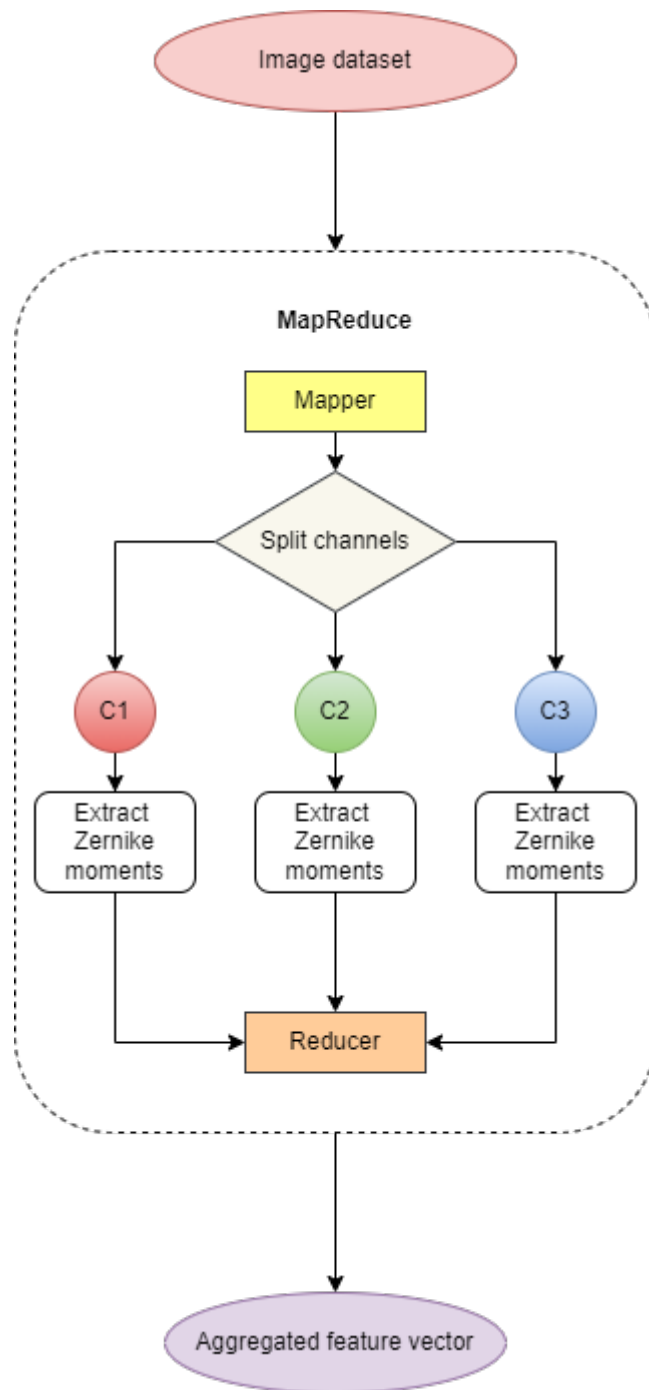 Image dataset
MapReduce
Mapper
Split channels
C1
C2
C3
Extract
Zernike
moments
Extract
Zernike
moments
Extract
Zernike
moments
Reducer
Aggregated feature vector